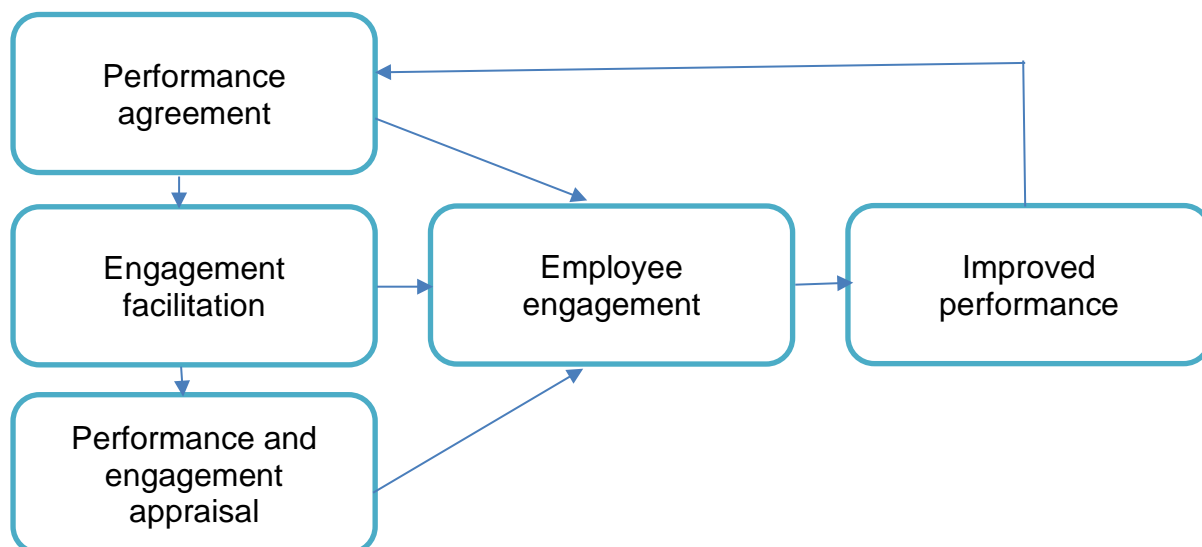 Performance
agreement
Engagement
facilitation
Employee
engagement
Improved
performance
Performance and
engagement
appraisal